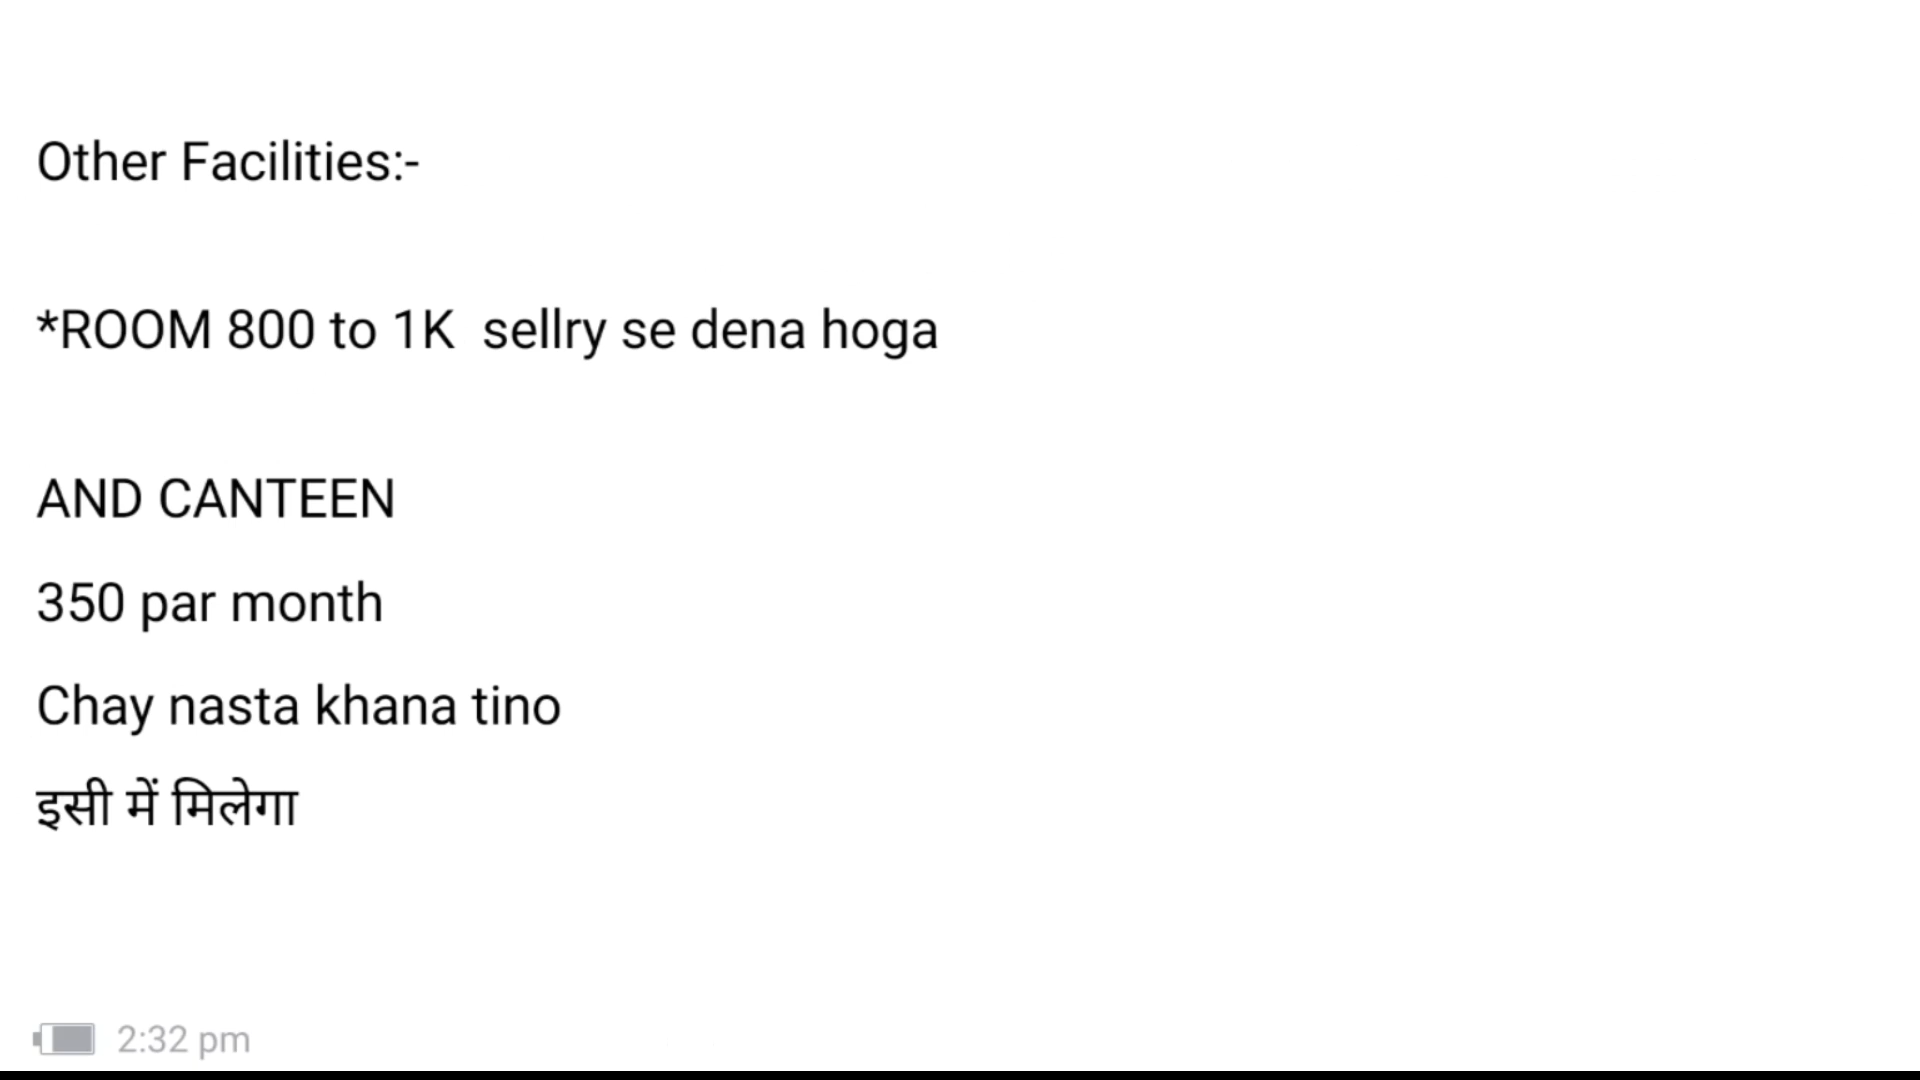 Other Facilities:-
*ROOM 800 to 1K  sellry se dena hoga
AND CANTEEN
350 par month
Chay nasta khana tino
इसी में मिलेगा
2:32 pm